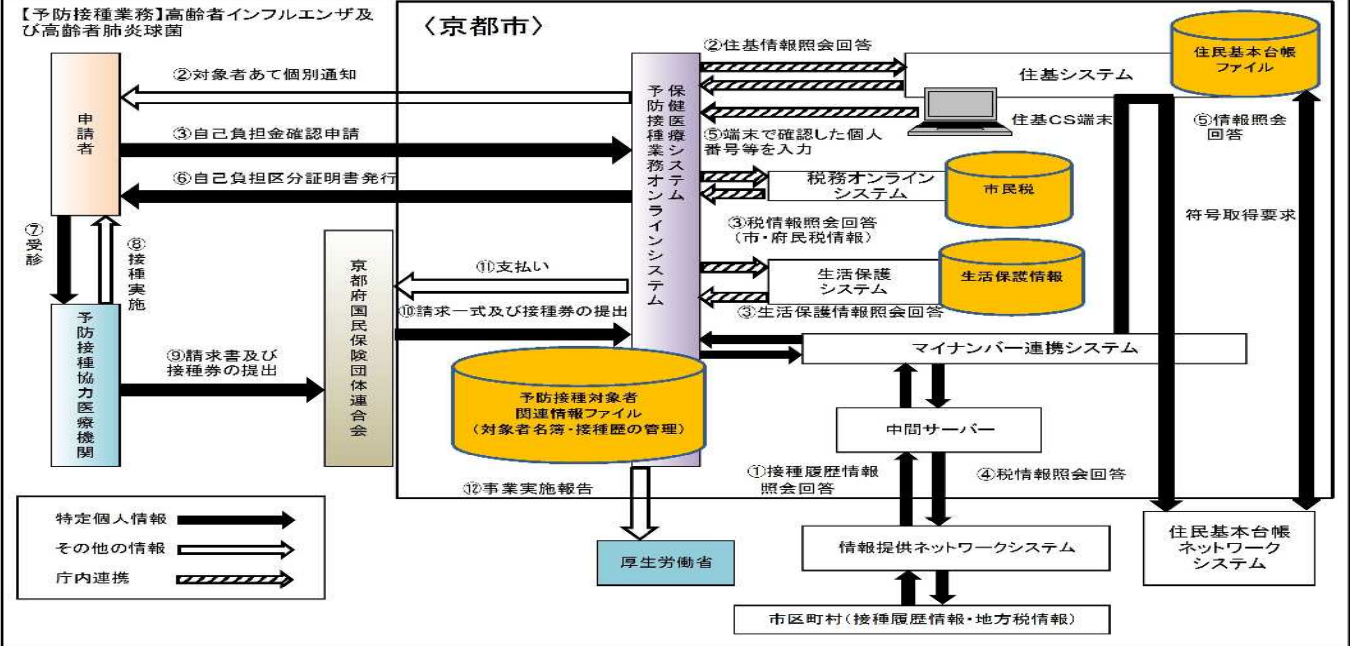 【予防接種業務】高齢者インフルエンザ及
び高齢者肺炎球菌
〈京都市〉
②対象者あて個別通知
③自己負担金確認申請
⑥自己負担区分証明書発行
申請者
⑦受診
⑧接種実施
予防接種協力医療機関
⑨請求書及び
接種券の提出
京都府国民保険団体連合会
⑪支払い
⑩請求一式及び接種券の提出
保健医療システム
予防接種業務オンラインシステム
②住基情報照会回答
住基システム
住民基本台帳
ファイル
住基CS端末
⑤端末で確認した個人
番号等を入力
⑤情報照会
回答
税務オンライン
システム
市民税
③税情報照会回答
(市・府民税情報)
符号取得要求
生活保護
システム
生活保護情報
③生活保護情報照会回答
マイナンバー連携システム
予防接種対象者
関連情報ファイル
(対象者名簿・接種歴の管理)
中間サーバー
①接種履歴情報
照会回答
④税情報照会回答
⑫事業実施報告
厚生労働省
情報提供ネットワークシステム
住民基本台帳
ネットワーク
システム
市区町村(接種履歴情報・地方税情報)
特定個人情報
その他の情報
庁内連携